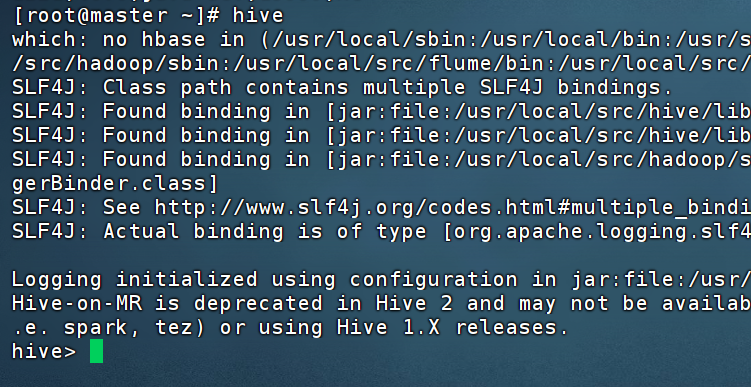 [root@master ~]# hive
which: no hbase in (/usr/local/sbin:/usr/local/bin:/usr/s
/src/hadoop/sbin:/usr/local/src/flume/bin:/usr/local/src/
SLF4J: Class path contains multiple SLF4J bindings.
SLF4J: Found binding in [jar:file:/usr/local/src/hive/lib
SLF4J: Found binding in [jar:file:/usr/local/src/hive/lib
SLF4J: Found binding in [jar:file:/usr/local/src/hadoop/s
gerBinder.class]
SLF4J: See http://www.slf4j.org/codes.html#multiple_bindi
SLF4J: Actual binding is of type [org.apache.logging.slf4
Logging initialized using configuration in jar:file:/usr/
Hive-on-MR is deprecated in Hive 2 and may not be availab
.e. spark, tez) or using Hive 1.X releases.
hive>